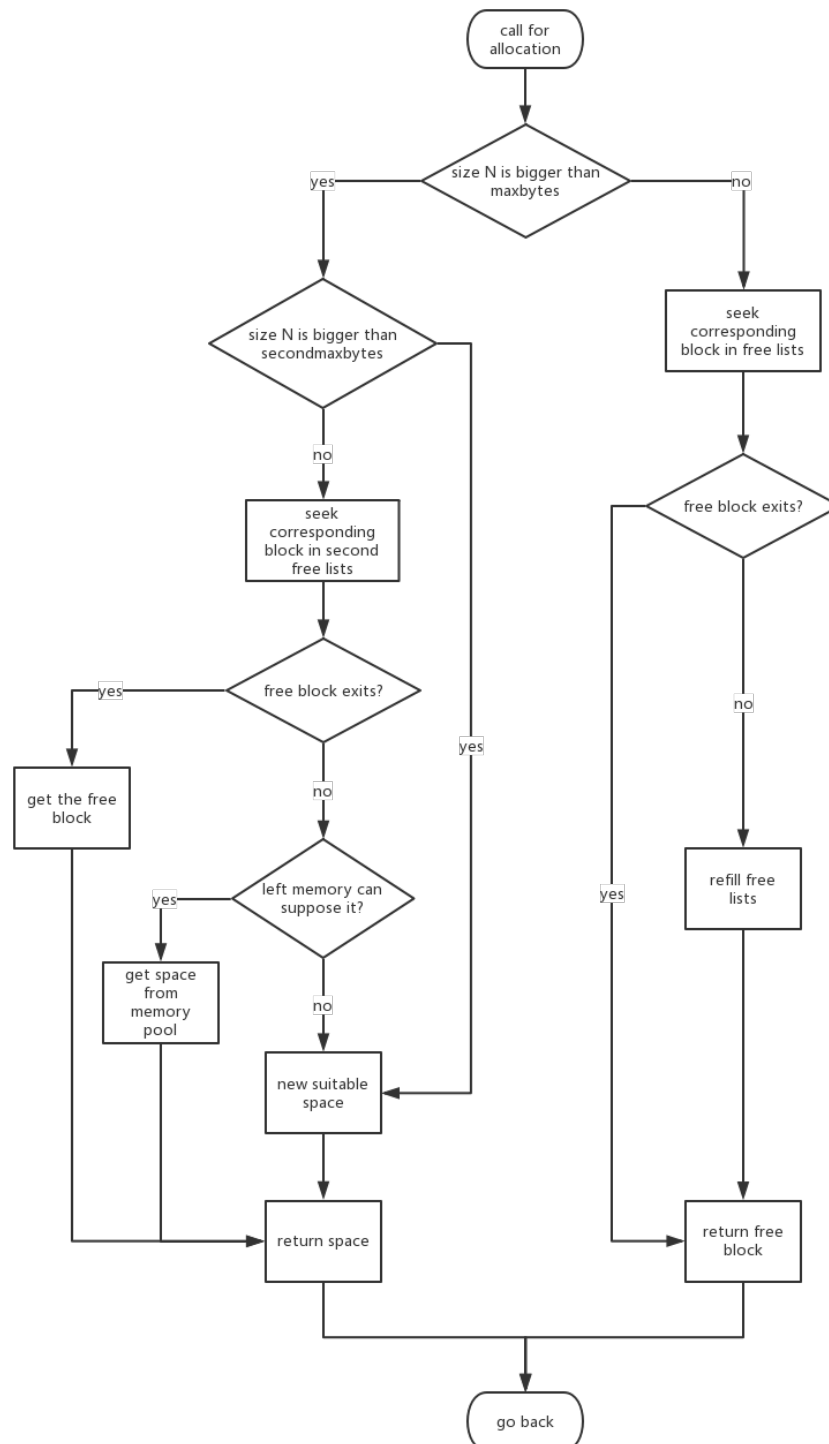 call for
allocation
size N is bigger than
maxbytes
yes
no
size N is bigger than
secondmaxbytes
seek
corresponding
block in free lists
no
seek
corresponding
block in second
free lists
free block exits?
yes
free block exits?
no
yes
no
get the free
block
left memory can
suppose it?
refill free
lists
yes
yes
get space
from
memory
pool
no
new suitable
space
return space
return free
block
go back